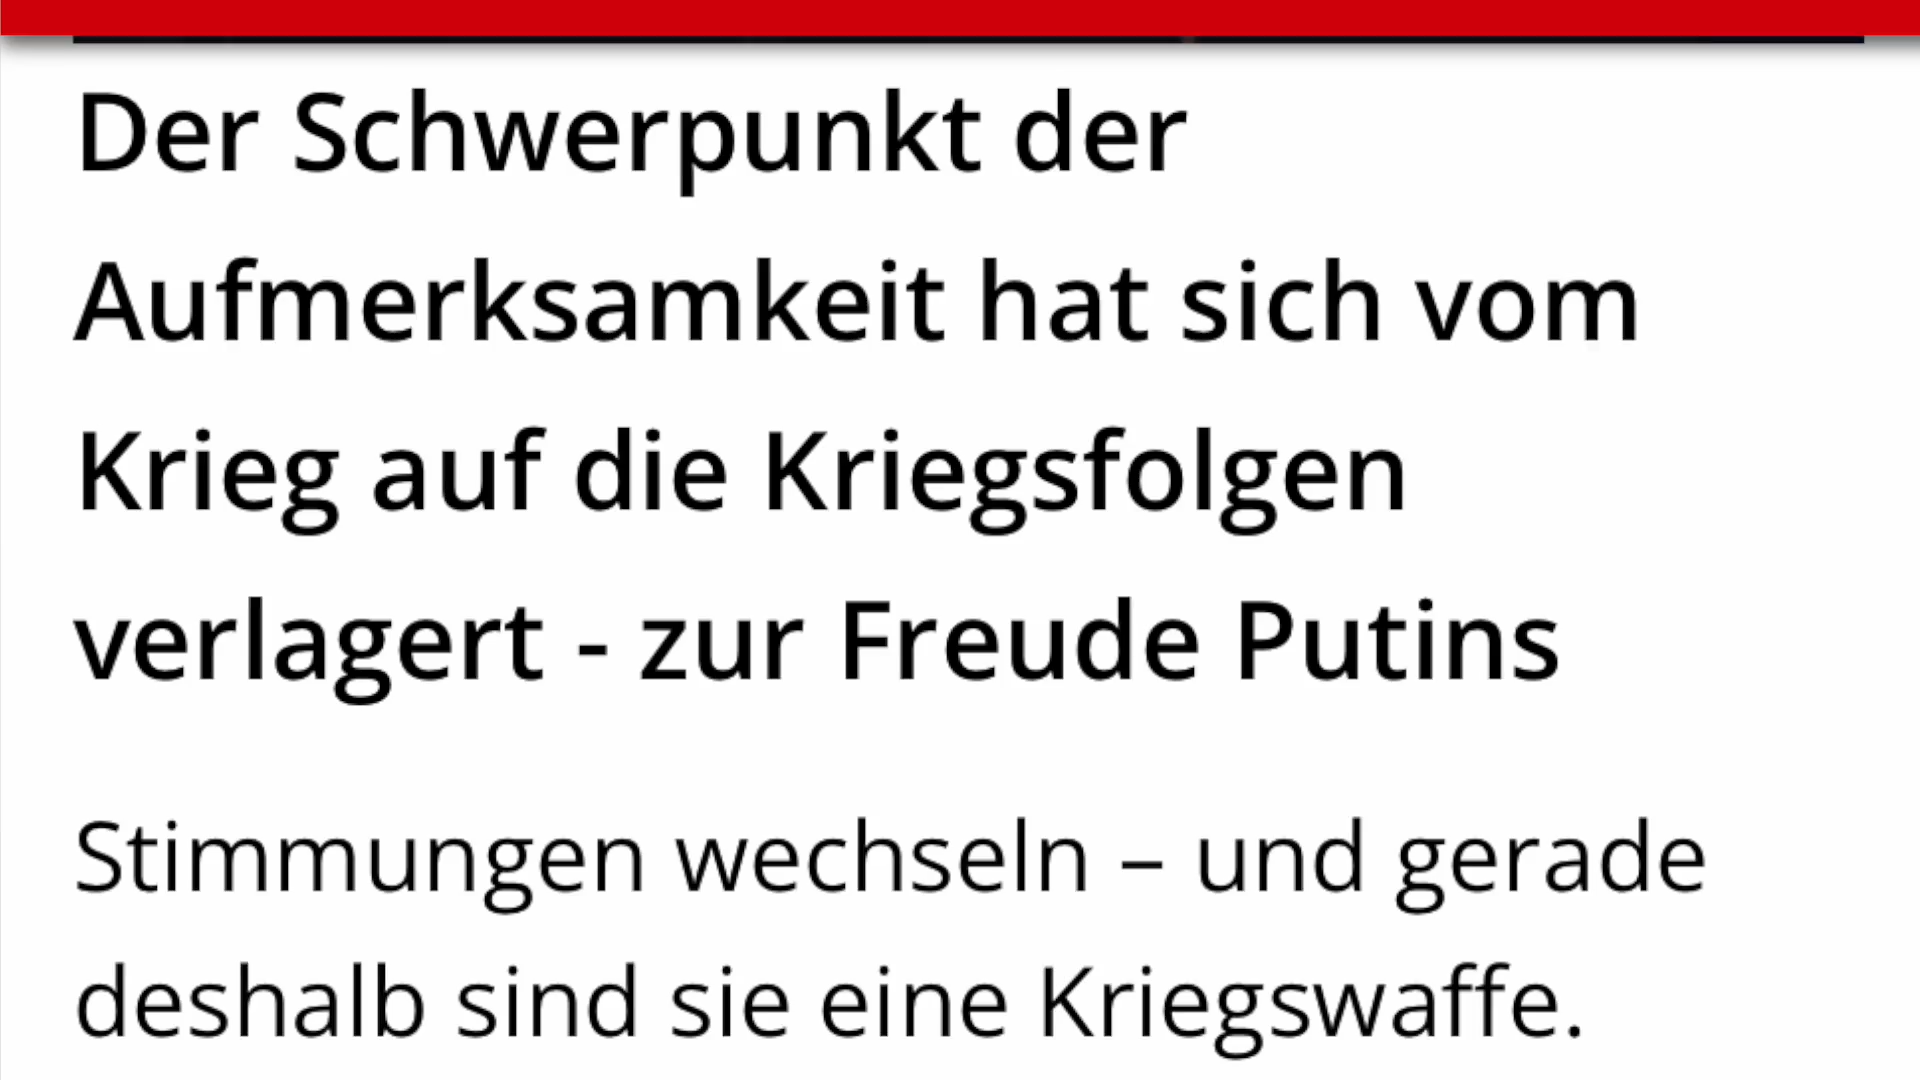 Der Schwerpunkt der
Aufmerksamkeit hat sich vom
Krieg auf die Kriegsfolgen
verlagert - zur Freude Putins
Stimmungen wechseln – und gerade
deshalb sind sie eine Kriegswaffe.